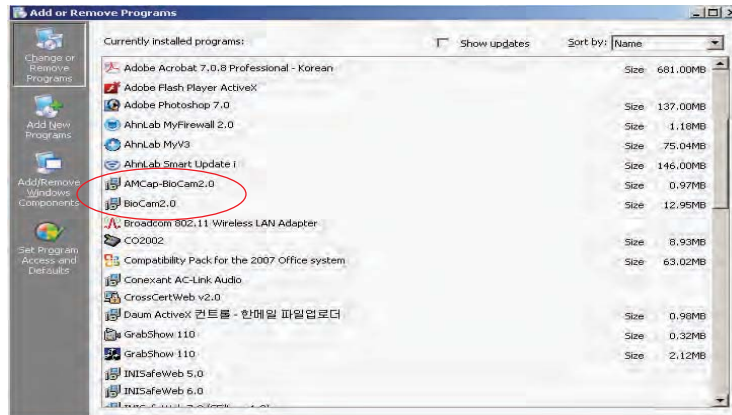 Add or Remove Programs
Change or
Remove
Programs
Add New
Programs
Add/Remove
Windows
Components
Set Program
Access and
Defaults
Currently installed programs:
Show updates
Sort by: Name
Adobe Acrobat 7.0.8 Professional - Korean Size 681.00MB
Adobe Flash Player ActiveX
Adobe Photoshop 7.0 Size 137.00MB
AhnLab MyFirewall 2.0 Size 1.18MB
AhnLab MyV3 Size 75.04MB
AhnLab Smart Update i Size 146.00MB
AMCap-BioCam2.0 Size 0.97MB
BioCam2.0 Size 12.95MB
Broadcom 802.11 Wireless LAN Adapter
CO2002 Size 8.93MB
Compatibility Pack for the 2007 Office system Size 63.02MB
Conexant AC-Link Audio
CrossCertWeb v2.0
Daum ActiveX 컨트롤 - 한메일 파일업로더 Size 0.98MB
GrabShow 110 Size 0.32MB
GrabShow 110 Size 2.12MB
INISafeWeb 5.0
INISafeWeb 6.0